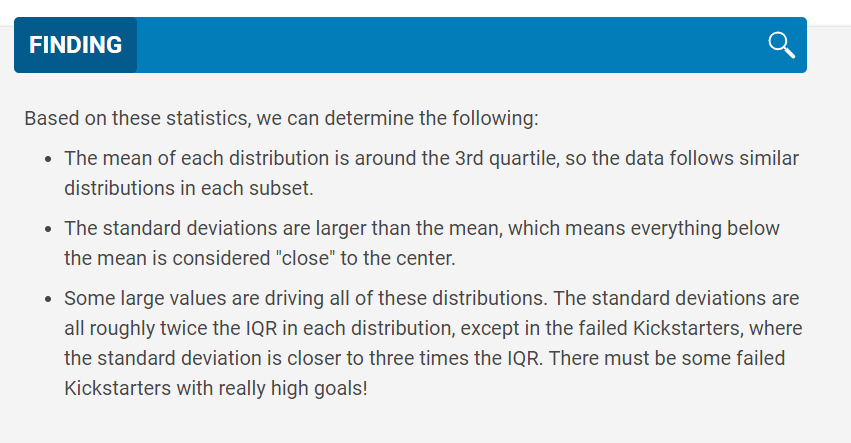 FINDING
Based on these statistics, we can determine the following:
• The mean of each distribution is around the 3rd quartile, so the data follows similar
distributions in each subset.
• The standard deviations are larger than the mean, which means everything below
the mean is considered "close" to the center.
• Some large values are driving all of these distributions. The standard deviations are
all roughly twice the IQR in each distribution, except in the failed Kickstarters, where
the standard deviation is closer to three times the IQR. There must be some failed
Kickstarters with really high goals!